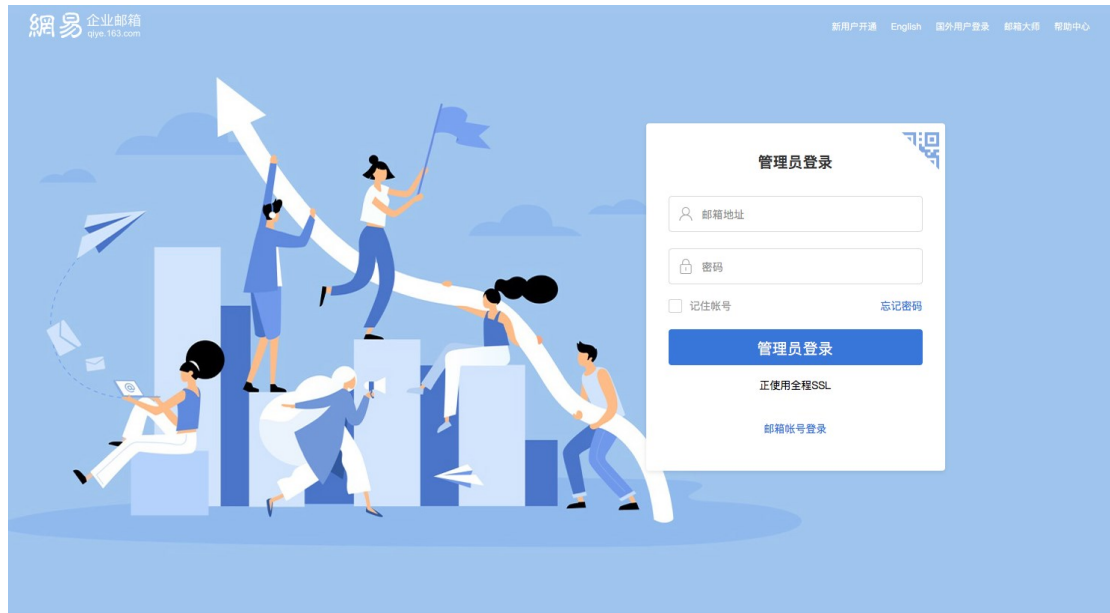 網易 企业邮箱
qiye.163.com
新用户开通 English 国外用户登录 邮箱大师 帮助中心
管理员登录
邮箱地址
密码
记住帐号 忘记密码
管理员登录
正使用全程SSL
邮箱帐号登录
@